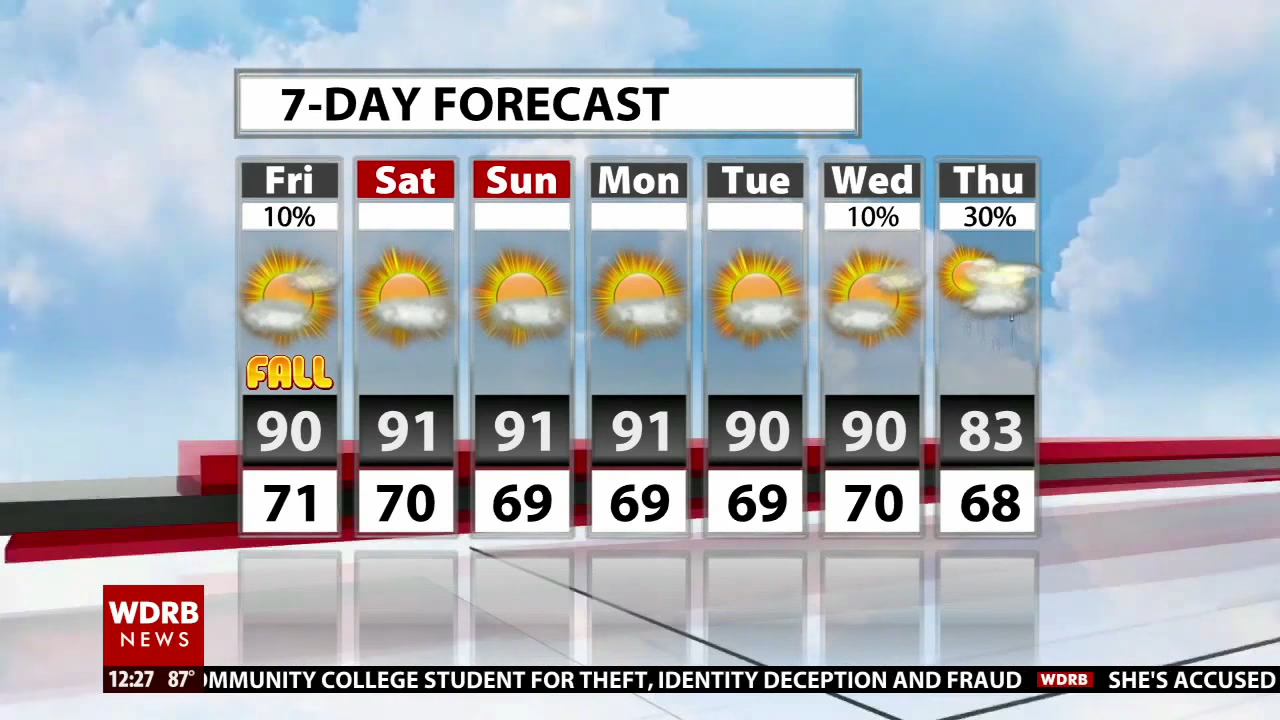 7-DAY FORECAST
Fri Sat Sun Mon Tue Wed Thu
10% 10% 30%
FALL
90 91 91 91 90 90 83
71 70 69 69 69 70 68
WDRB
NEWS
12:27 87° OMMUNITY COLLEGE STUDENT FOR THEFT, IDENTITY DECEPTION AND FRAUD WDRB SHE'S ACCUSED